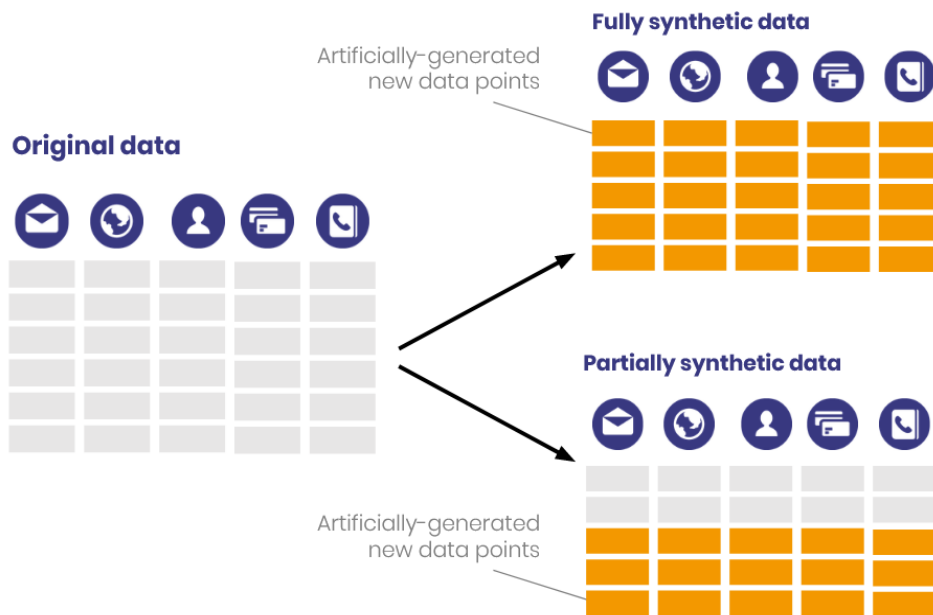 Fully synthetic data
Artificially-generated
new data points
Original data
Partially synthetic data
Artificially-generated
new data points